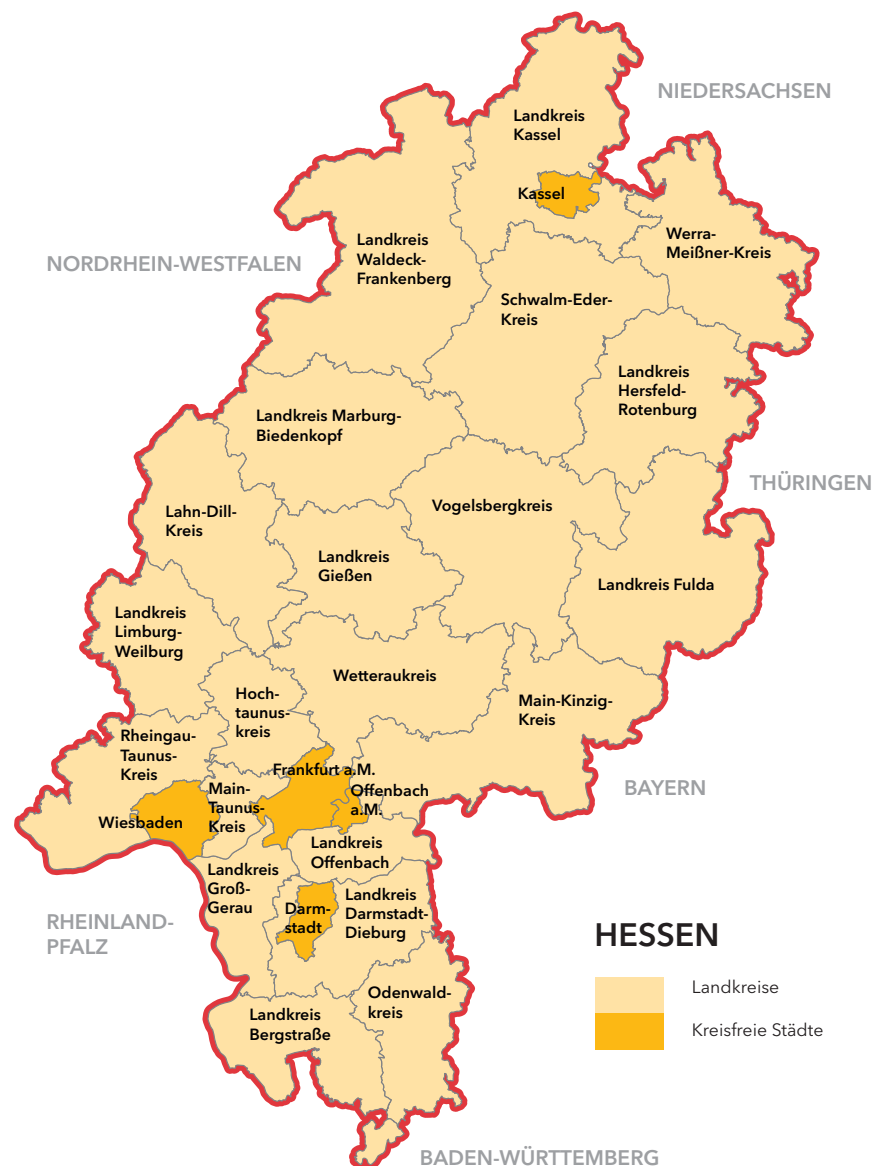 NIEDERSACHSEN
Landkreis
Kassel
Kassel
Werra-
Meißner-Kreis
Landkreis
Waldeck-
Frankenberg
NORDRHEIN-WESTFALEN
Schwalm-Eder-
Kreis
Landkreis
Hersfeld-
Rotenburg
Landkreis Marburg-
Biedenkopf
THÜRINGEN
Vogelsbergkreis
Lahn-Dill-
Kreis
Landkreis
Gießen
Landkreis Fulda
Landkreis
Limburg-
Weilburg
Wetteraukreis
Hoch-
taunus-
kreis
Main-Kinzig-
Kreis
Rheingau-
Taunus-
Kreis
Frankfurt a.M.
Offenbach
a.M.
BAYERN
Main-
Taunus-
Kreis
Wiesbaden
Landkreis
Offenbach
Landkreis
Groß-
Gerau
Landkreis
Darmstadt-
Dieburg
Darm-
stadt
RHEINLAND-
PFALZ
HESSEN
Landkreise
Kreisfreie Städte
Odenwald-
kreis
Landkreis
Bergstraße
BADEN-WÜRTTEMBERG